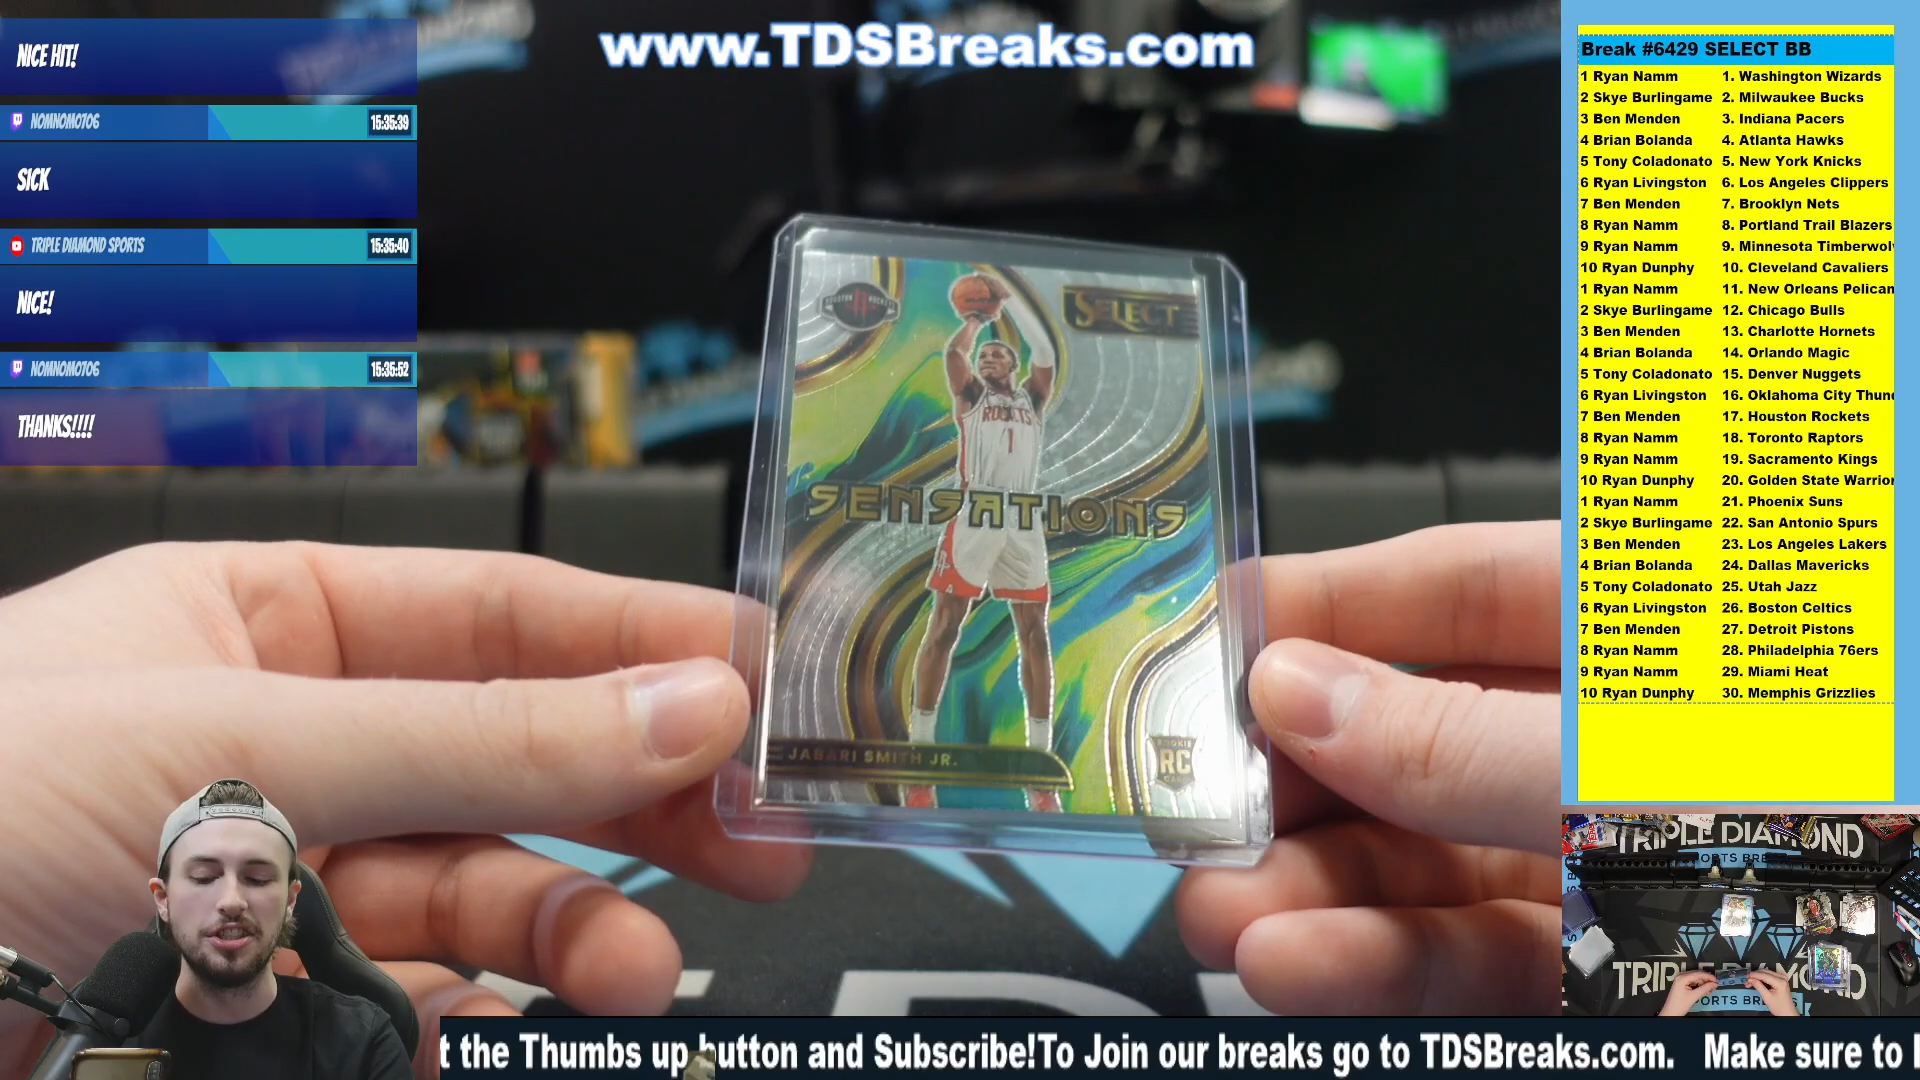 NICE HIT!
NOMNOMO706
15:35:39
SICK
TRIPLE DIAMOND SPORTS
15:35:40
NICE!
NOMNOMO706
15:35:52
THANKS!!!!
www.TDSBreaks.com
HOUSTON ROCKETS
SELECT
ROCKETS
1
SENSATIONS
JABARI SMITH JR.
ROOKIE
RC
Break #6429 SELECT BB
1 Ryan Namm 1. Washington Wizards
2 Skye Burlingame 2. Milwaukee Bucks
3 Ben Menden 3. Indiana Pacers
4 Brian Bolanda 4. Atlanta Hawks
5 Tony Coladonato 5. New York Knicks
6 Ryan Livingston 6. Los Angeles Clippers
7 Ben Menden 7. Brooklyn Nets
8 Ryan Namm 8. Portland Trail Blazers
9 Ryan Namm 9. Minnesota Timberwol
10 Ryan Dunphy 10. Cleveland Cavaliers
1 Ryan Namm 11. New Orleans Pelican
2 Skye Burlingame 12. Chicago Bulls
3 Ben Menden 13. Charlotte Hornets
4 Brian Bolanda 14. Orlando Magic
5 Tony Coladonato 15. Denver Nuggets
6 Ryan Livingston 16. Oklahoma City Thun
7 Ben Menden 17. Houston Rockets
8 Ryan Namm 18. Toronto Raptors
9 Ryan Namm 19. Sacramento Kings
10 Ryan Dunphy 20. Golden State Warrior
1 Ryan Namm 21. Phoenix Suns
2 Skye Burlingame 22. San Antonio Spurs
3 Ben Menden 23. Los Angeles Lakers
4 Brian Bolanda 24. Dallas Mavericks
5 Tony Coladonato 25. Utah Jazz
6 Ryan Livingston 26. Boston Celtics
7 Ben Menden 27. Detroit Pistons
8 Ryan Namm 28. Philadelphia 76ers
9 Ryan Namm 29. Miami Heat
10 Ryan Dunphy 30. Memphis Grizzlies
TRIPLE DIAMOND
SPORTS BREAKS
TRIPLE DIAMOND
SPORTS BREAKS
t the Thumbs up button and Subscribe!To Join our breaks go to TDSBreaks.com. Make sure to